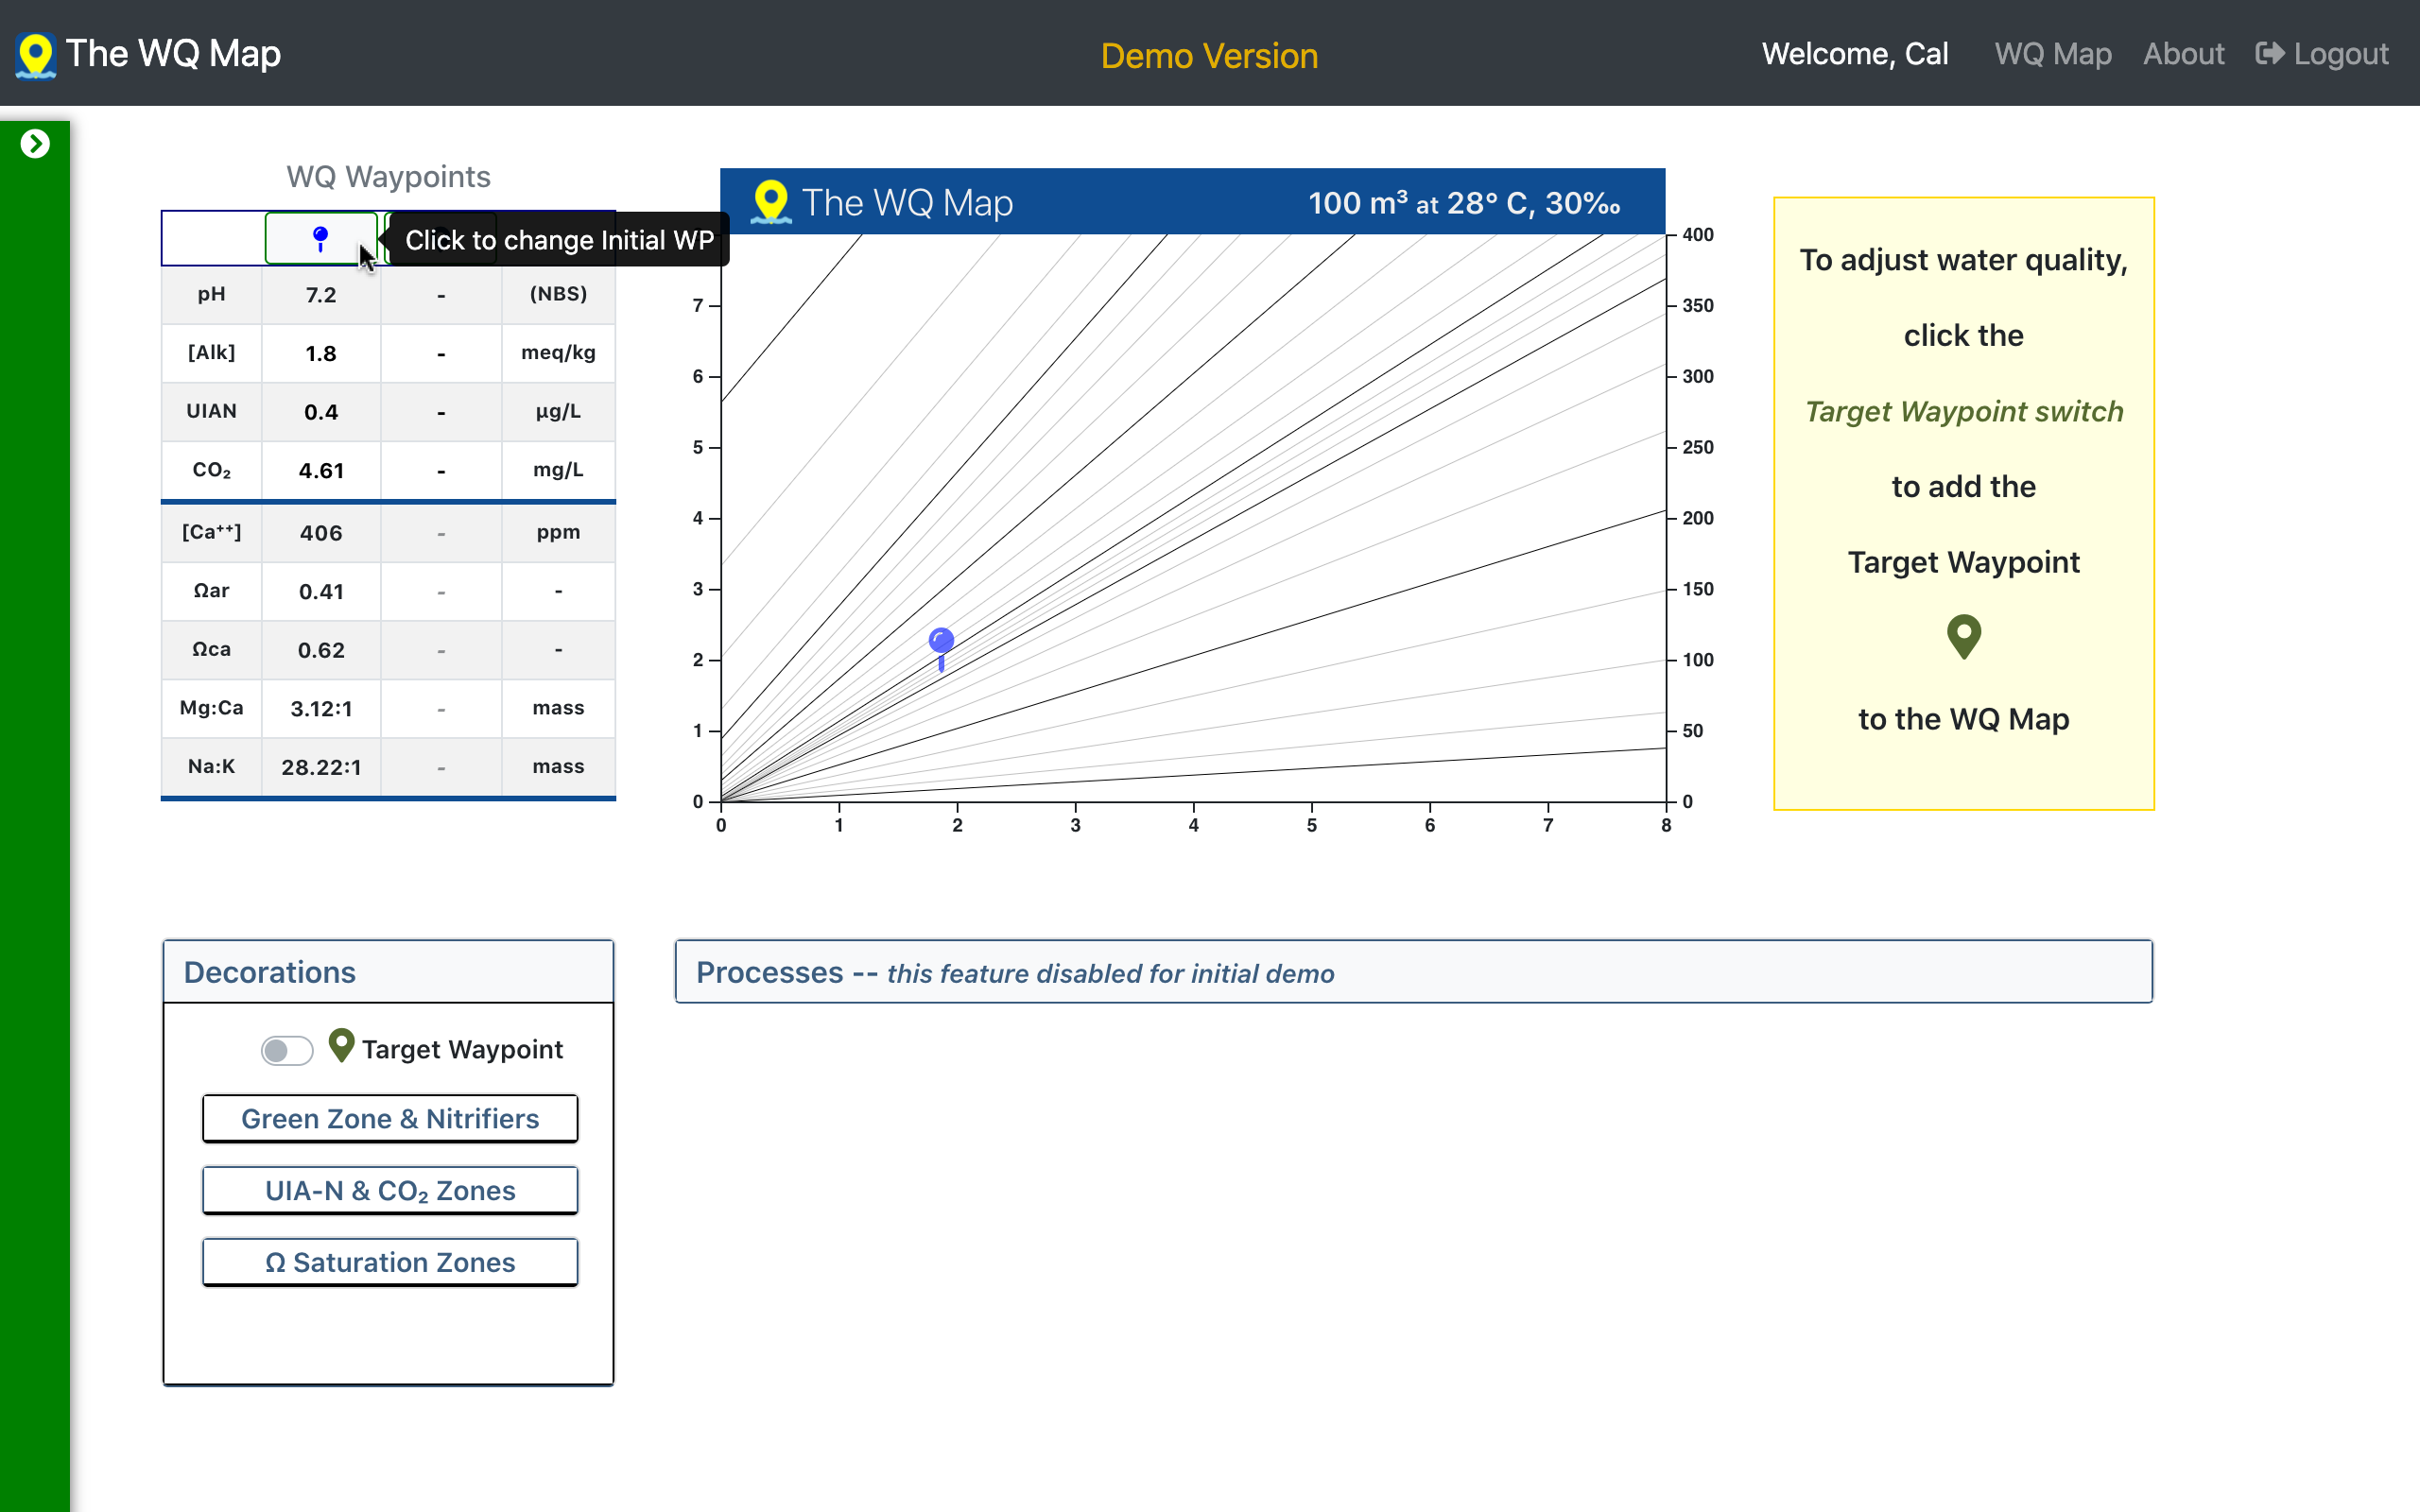 The WQ Map
Demo Version
Welcome, Cal
WQ Map
About
Logout
WQ Waypoints
Click to change Initial WP
pH 7.2 - (NBS)
[Alk] 1.8 - meq/kg
UIAN 0.4 - µg/L
CO₂ 4.61 - mg/L
[Ca⁺⁺] 406 - ppm
Ωar 0.41 - -
Ωca 0.62 - -
Mg:Ca 3.12:1 - mass
Na:K 28.22:1 - mass
The WQ Map
100 m³ at 28° C, 30‰
7
6
5
4
3
2
1
0
0 1 2 3 4 5 6 7 8
400
350
300
250
200
150
100
50
0
To adjust water quality,
click the
Target Waypoint switch
to add the
Target Waypoint
to the WQ Map
Decorations
Target Waypoint
Green Zone & Nitrifiers
UIA-N & CO₂ Zones
Ω Saturation Zones
Processes -- this feature disabled for initial demo